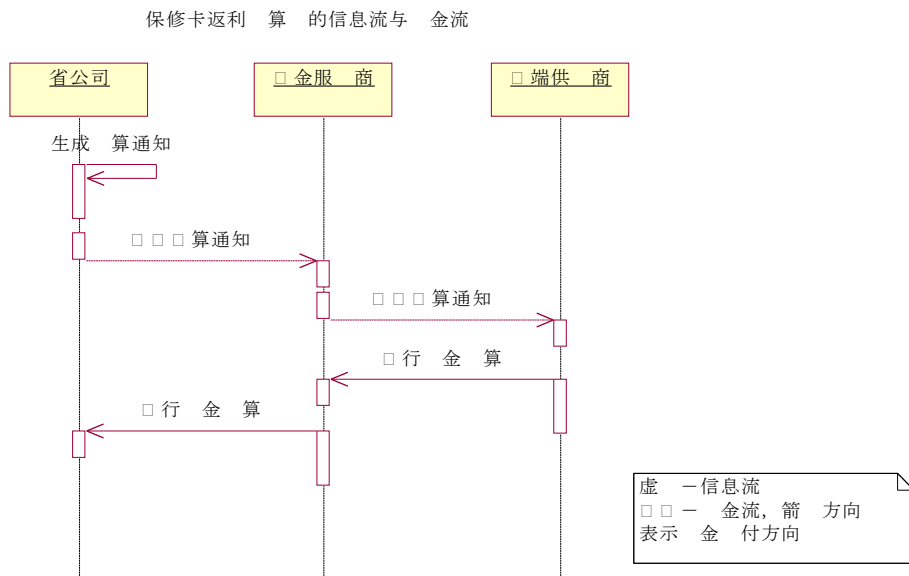 保修卡返利 算 的信息流与 金流
省公司
□金服 商
□端供 商
生成 算通知
□□□算通知
□□□算通知
□行 金 算
□行 金 算
虚 －信息流
□□－ 金流，箭 方向
表示 金 付方向